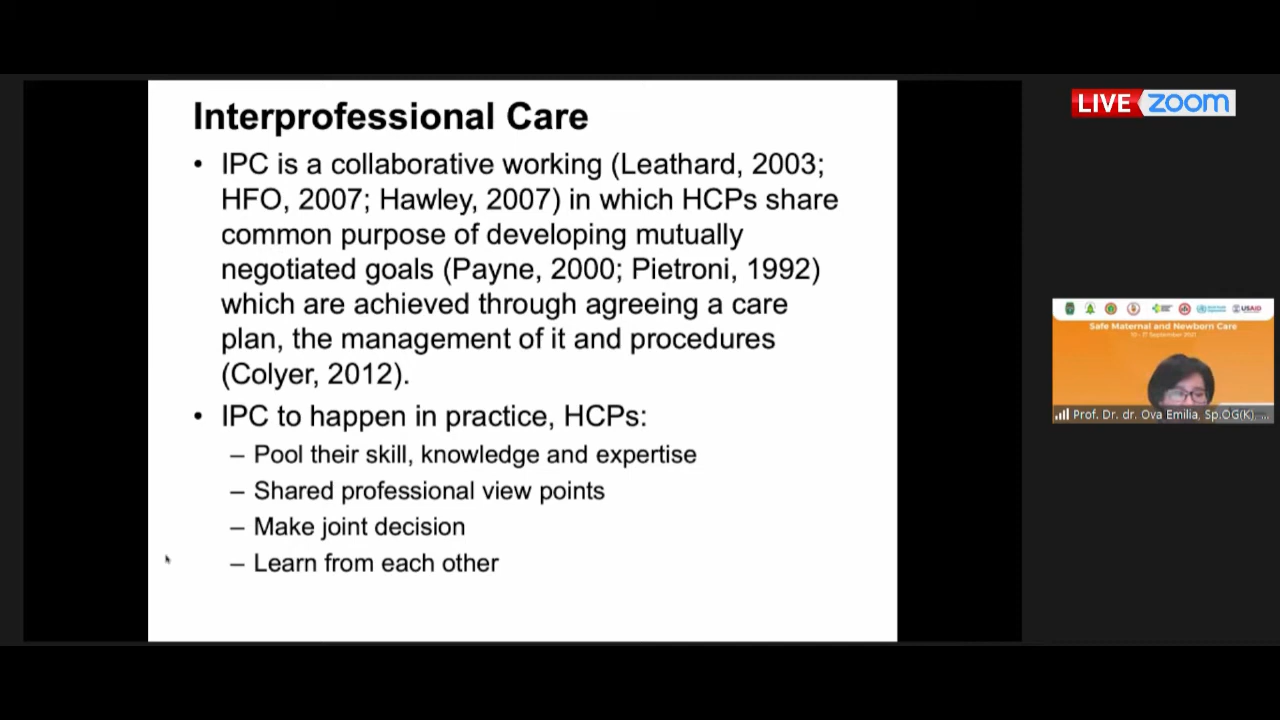 Interprofessional Care
• IPC is a collaborative working (Leathard, 2003;
HFO, 2007; Hawley, 2007) in which HCPs share
common purpose of developing mutually
negotiated goals (Payne, 2000; Pietroni, 1992)
which are achieved through agreeing a care
plan, the management of it and procedures
(Colyer, 2012).
• IPC to happen in practice, HCPs:
– Pool their skill, knowledge and expertise
– Shared professional view points
– Make joint decision
– Learn from each other
LIVE zoom
USAID
Safe Maternal and Newborn Care
September 2021
Prof. Dr. dr. Ova Emilia, Sp.OG(K)., ...